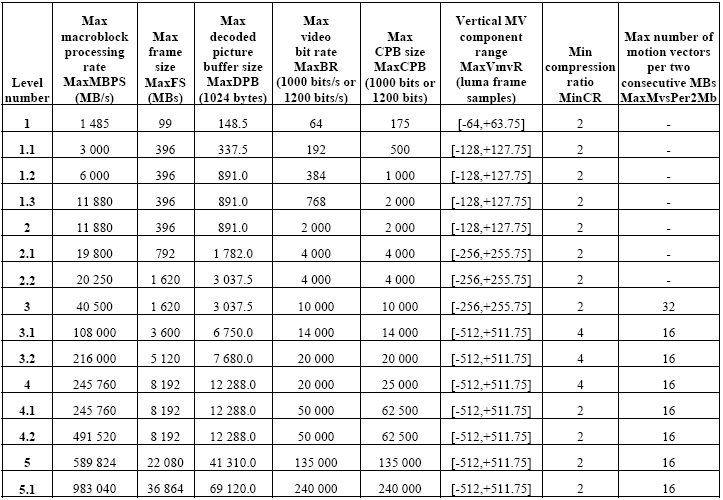 Level number | Max macroblock processing rate MaxMBPS (MB/s) | Max frame size MaxFS (MBs) | Max decoded picture buffer size MaxDPB (1024 bytes) | Max video bit rate MaxBR (1000 bits/s or 1200 bits/s) | Max CPB size MaxCPB (1000 bits or 1200 bits) | Vertical MV component range MaxVmvR (luma frame samples) | Min compression ratio MinCR | Max number of motion vectors per two consecutive MBs MaxMvsPer2Mb
1 | 1 485 | 99 | 148.5 | 64 | 175 | [-64,+63.75] | 2 | -
1.1 | 3 000 | 396 | 337.5 | 192 | 500 | [-128,+127.75] | 2 | -
1.2 | 6 000 | 396 | 891.0 | 384 | 1 000 | [-128,+127.75] | 2 | -
1.3 | 11 880 | 396 | 891.0 | 768 | 2 000 | [-128,+127.75] | 2 | -
2 | 11 880 | 396 | 891.0 | 2 000 | 2 000 | [-128,+127.75] | 2 | -
2.1 | 19 800 | 792 | 1 782.0 | 4 000 | 4 000 | [-256,+255.75] | 2 | -
2.2 | 20 250 | 1 620 | 3 037.5 | 4 000 | 4 000 | [-256,+255.75] | 2 | -
3 | 40 500 | 1 620 | 3 037.5 | 10 000 | 10 000 | [-256,+255.75] | 2 | 32
3.1 | 108 000 | 3 600 | 6 750.0 | 14 000 | 14 000 | [-512,+511.75] | 4 | 16
3.2 | 216 000 | 5 120 | 7 680.0 | 20 000 | 20 000 | [-512,+511.75] | 4 | 16
4 | 245 760 | 8 192 | 12 288.0 | 20 000 | 25 000 | [-512,+511.75] | 4 | 16
4.1 | 245 760 | 8 192 | 12 288.0 | 50 000 | 62 500 | [-512,+511.75] | 2 | 16
4.2 | 491 520 | 8 192 | 12 288.0 | 50 000 | 62 500 | [-512,+511.75] | 2 | 16
5 | 589 824 | 22 080 | 41 310.0 | 135 000 | 135 000 | [-512,+511.75] | 2 | 16
5.1 | 983 040 | 36 864 | 69 120.0 | 240 000 | 240 000 | [-512,+511.75] | 2 | 16